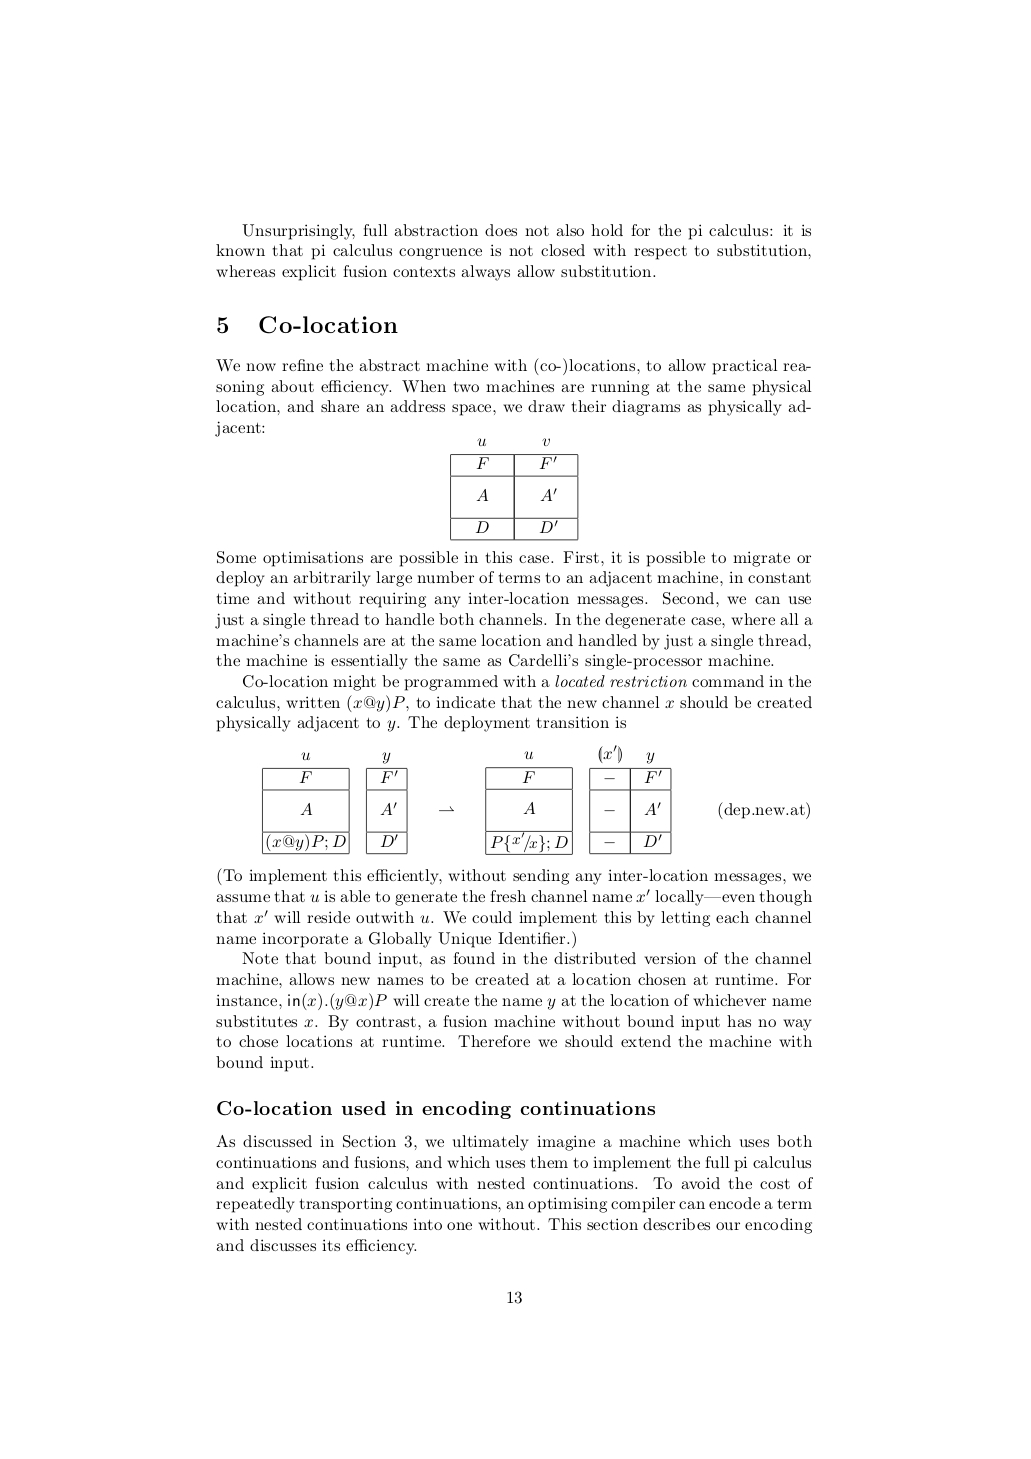 Unsurprisingly, full abstraction does not also hold for the pi calculus: it is
known that pi calculus congruence is not closed with respect to substitution,
whereas explicit fusion contexts always allow substitution.
5 Co-location
We now refine the abstract machine with (co-)locations, to allow practical rea-
soning about efficiency. When two machines are running at the same physical
location, and share an address space, we draw their diagrams as physically ad-
jacent:
u v
F F′
A A′
D D′
Some optimisations are possible in this case. First, it is possible to migrate or
deploy an arbitrarily large number of terms to an adjacent machine, in constant
time and without requiring any inter-location messages. Second, we can use
just a single thread to handle both channels. In the degenerate case, where all a
machine's channels are at the same location and handled by just a single thread,
the machine is essentially the same as Cardelli's single-processor machine.
Co-location might be programmed with a located restriction command in the
calculus, written (x@y)P, to indicate that the new channel x should be created
physically adjacent to y. The deployment transition is
u y u (|x′|) y
F F′ F − F′
A A′ ⇀ A − A′ (dep.new.at)
(x@y)P; D D′ P{x′/x}; D − D′
(To implement this efficiently, without sending any inter-location messages, we
assume that u is able to generate the fresh channel name x′ locally—even though
that x′ will reside outwith u. We could implement this by letting each channel
name incorporate a Globally Unique Identifier.)
Note that bound input, as found in the distributed version of the channel
machine, allows new names to be created at a location chosen at runtime. For
instance, in(x).(y@x)P will create the name y at the location of whichever name
substitutes x. By contrast, a fusion machine without bound input has no way
to chose locations at runtime. Therefore we should extend the machine with
bound input.
Co-location used in encoding continuations
As discussed in Section 3, we ultimately imagine a machine which uses both
continuations and fusions, and which uses them to implement the full pi calculus
and explicit fusion calculus with nested continuations. To avoid the cost of
repeatedly transporting continuations, an optimising compiler can encode a term
with nested continuations into one without. This section describes our encoding
and discusses its efficiency.
13